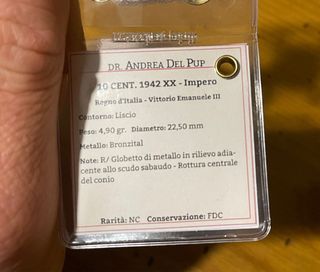 DR. ANDREA DEL PUP
10 CENT. 1942 XX - Impero
Regno d'Italia - Vittorio Emanuele III
Contorno: Liscio
Peso: 4,90 gr. Diametro: 22,50 mm
Metallo: Bronzital
Note: R/ Globetto di metallo in rilievo adia-
cente allo scudo sabaudo - Rottura centrale
del conio
Rarità: NC Conservazione: FDC